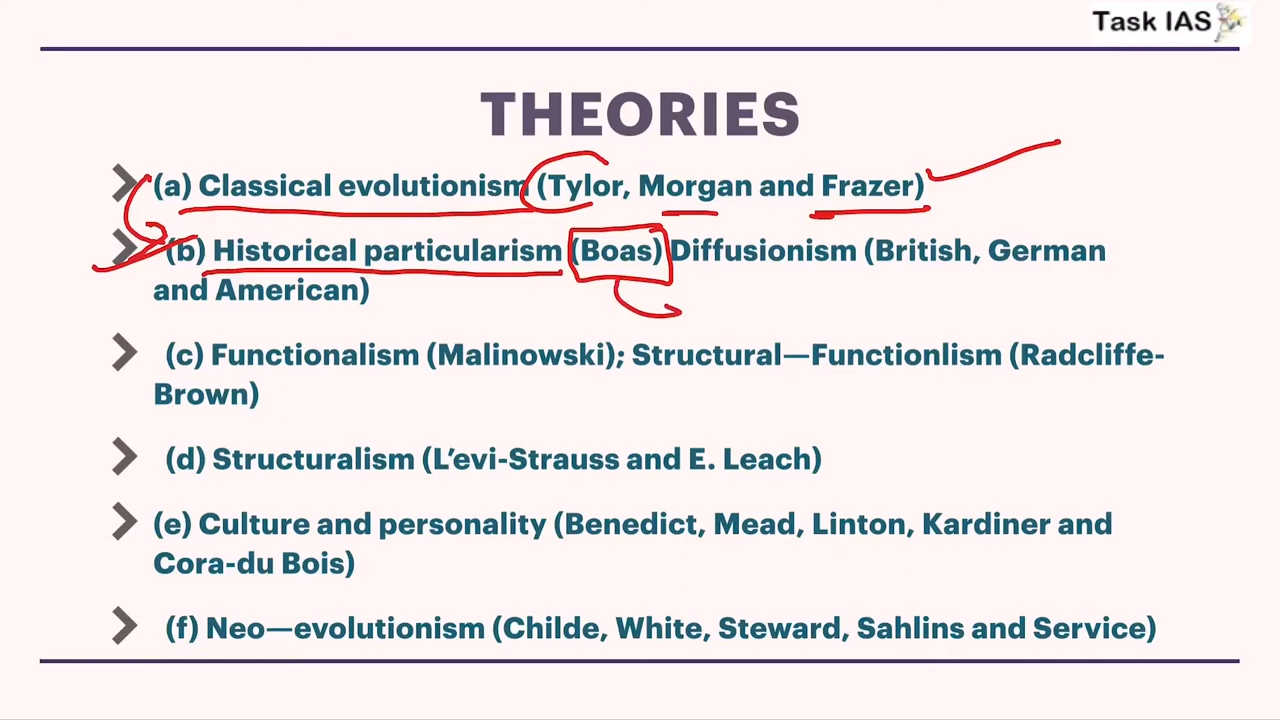 Task IAS
THEORIES
(a) Classical evolutionism (Tylor, Morgan and Frazer)
(b) Historical particularism (Boas) Diffusionism (British, German
and American)
(c) Functionalism (Malinowski); Structural—Functionlism (Radcliffe-
Brown)
(d) Structuralism (L’evi-Strauss and E. Leach)
(e) Culture and personality (Benedict, Mead, Linton, Kardiner and
Cora-du Bois)
(f) Neo—evolutionism (Childe, White, Steward, Sahlins and Service)